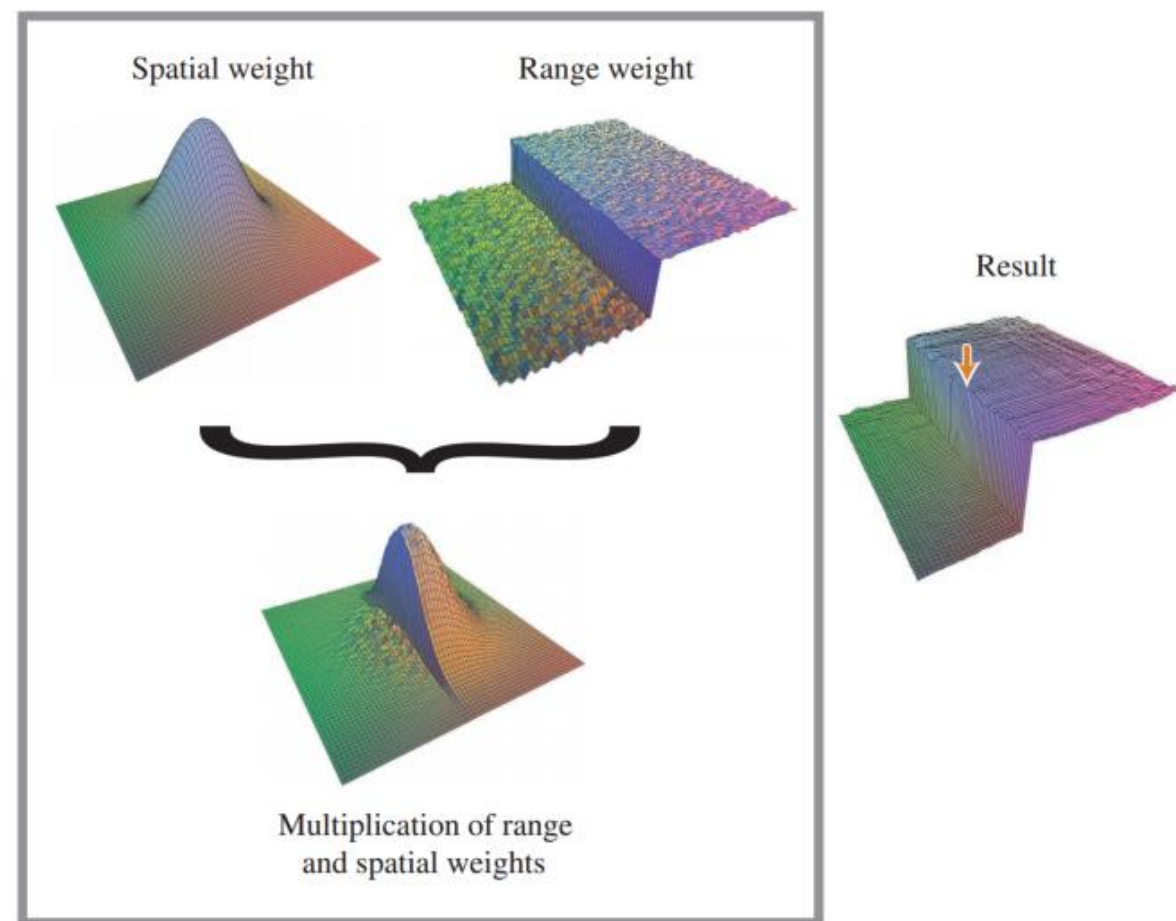 Spatial weight
Range weight
Result
Multiplication of range
and spatial weights